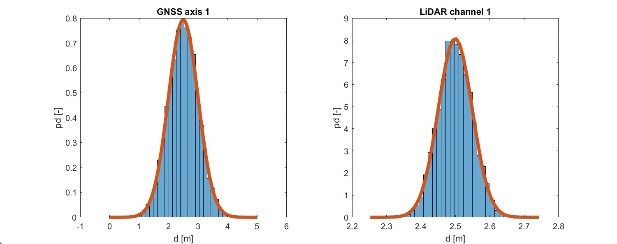 GNSS axis 1
0.8
0.7
0.6
0.5
0.4
0.3
0.2
0.1
0
pd [-]
-1 0 1 2 3 4 5 6
d [m]
LiDAR channel 1
9
8
7
6
5
4
3
2
1
0
pd [-]
2.2 2.3 2.4 2.5 2.6 2.7 2.8
d [m]